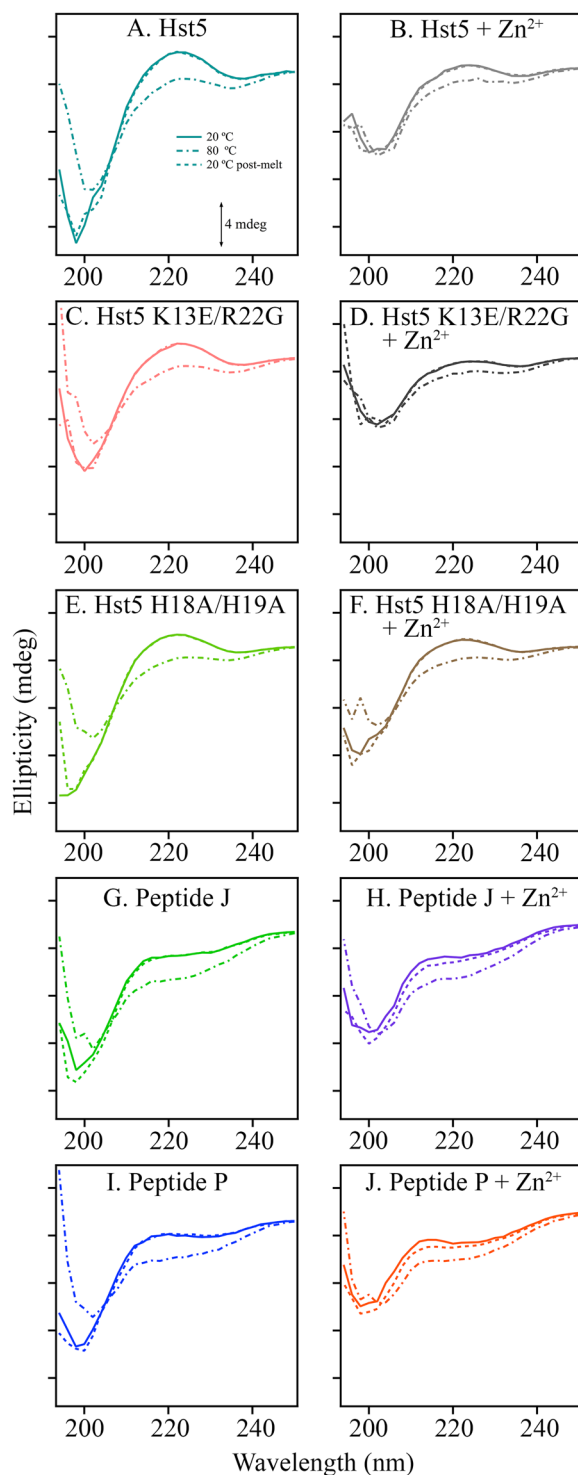 A. Hst5
20 ºC
80 ºC
20 ºC post-melt
4 mdeg
200 220 240
B. Hst5 + Zn²⁺
200 220 240
C. Hst5 K13E/R22G
200 220 240
D. Hst5 K13E/R22G
+ Zn²⁺
200 220 240
E. Hst5 H18A/H19A
200 220 240
F. Hst5 H18A/H19A
+ Zn²⁺
200 220 240
G. Peptide J
200 220 240
H. Peptide J + Zn²⁺
200 220 240
I. Peptide P
200 220 240
J. Peptide P + Zn²⁺
200 220 240
Ellipticity (mdeg)
Wavelength (nm)